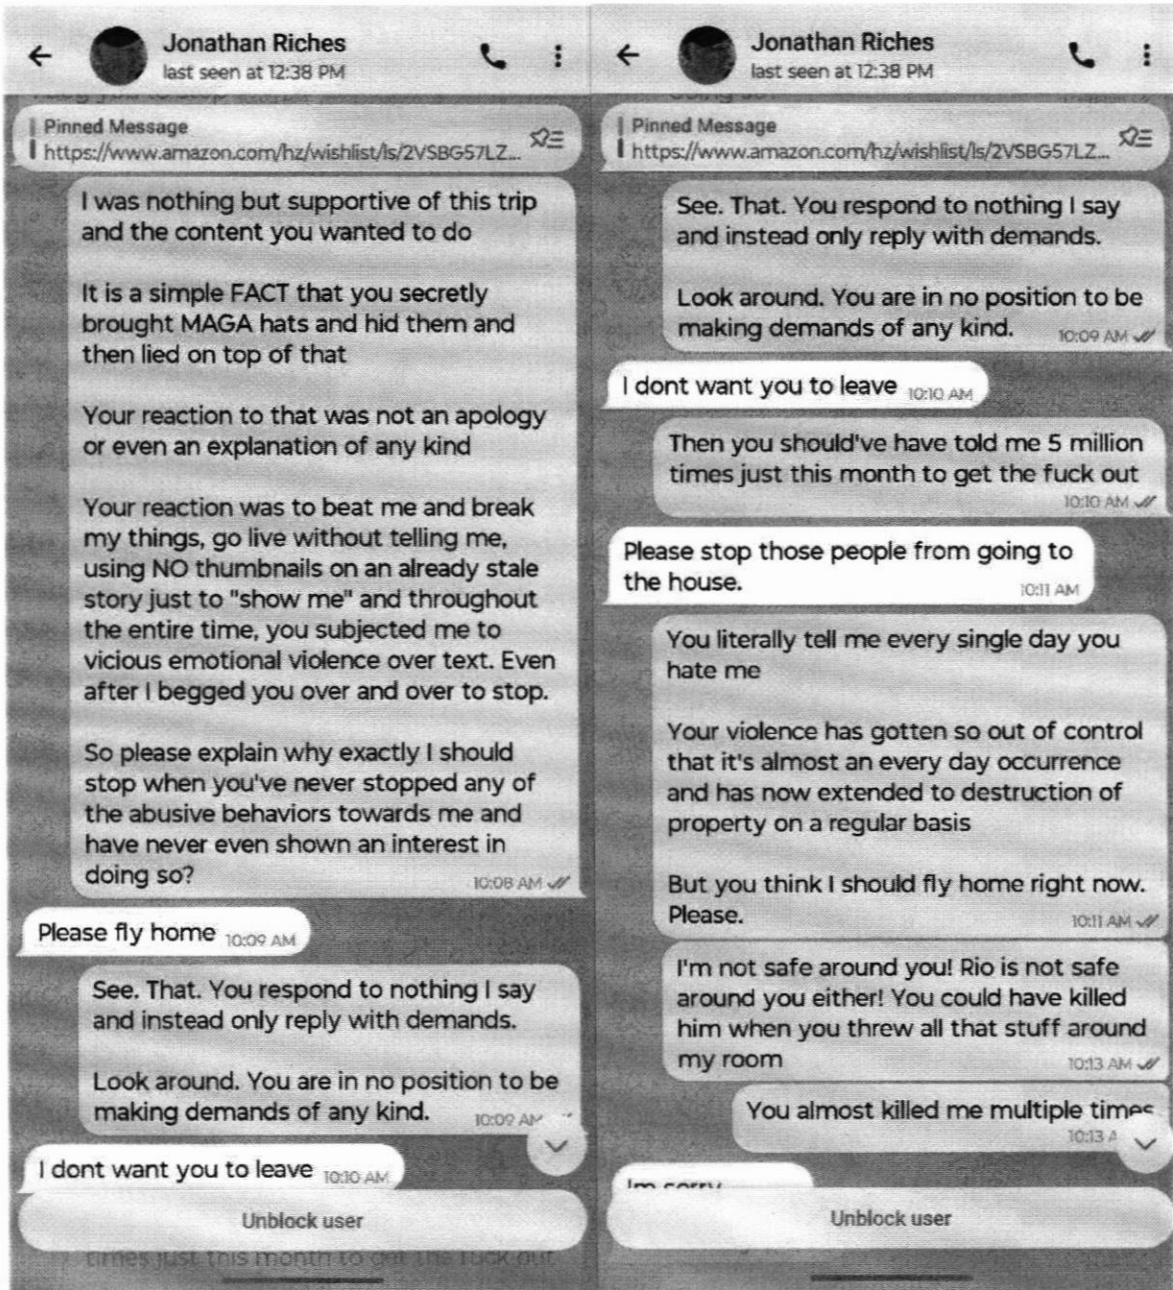 Jonathan Riches
last seen at 12:38 PM
Pinned Message
https://www.amazon.com/hz/wishlist/ls/2VSBG57LZ...
I was nothing but supportive of this trip
and the content you wanted to do
It is a simple FACT that you secretly
brought MAGA hats and hid them and
then lied on top of that
Your reaction to that was not an apology
or even an explanation of any kind
Your reaction was to beat me and break
my things, go live without telling me,
using NO thumbnails on an already stale
story just to "show me" and throughout
the entire time, you subjected me to
vicious emotional violence over text. Even
after I begged you over and over to stop.
So please explain why exactly I should
stop when you've never stopped any of
the abusive behaviors towards me and
have never even shown an interest in
doing so?
10:08 AM
Please fly home 10:09 AM
See. That. You respond to nothing I say
and instead only reply with demands.
Look around. You are in no position to be
making demands of any kind. 10:09 AM
I dont want you to leave 10:10 AM
Unblock user
times just this month to get the fuck out
Jonathan Riches
last seen at 12:38 PM
Pinned Message
https://www.amazon.com/hz/wishlist/ls/2VSBG57LZ...
See. That. You respond to nothing I say
and instead only reply with demands.
Look around. You are in no position to be
making demands of any kind. 10:09 AM
I dont want you to leave 10:10 AM
Then you should've have told me 5 million
times just this month to get the fuck out
10:10 AM
Please stop those people from going to
the house. 10:11 AM
You literally tell me every single day you
hate me
Your violence has gotten so out of control
that it's almost an every day occurrence
and has now extended to destruction of
property on a regular basis
But you think I should fly home right now.
Please. 10:11 AM
I'm not safe around you! Rio is not safe
around you either! You could have killed
him when you threw all that stuff around
my room 10:13 AM
You almost killed me multiple times
10:13 A
Im sorry
Unblock user